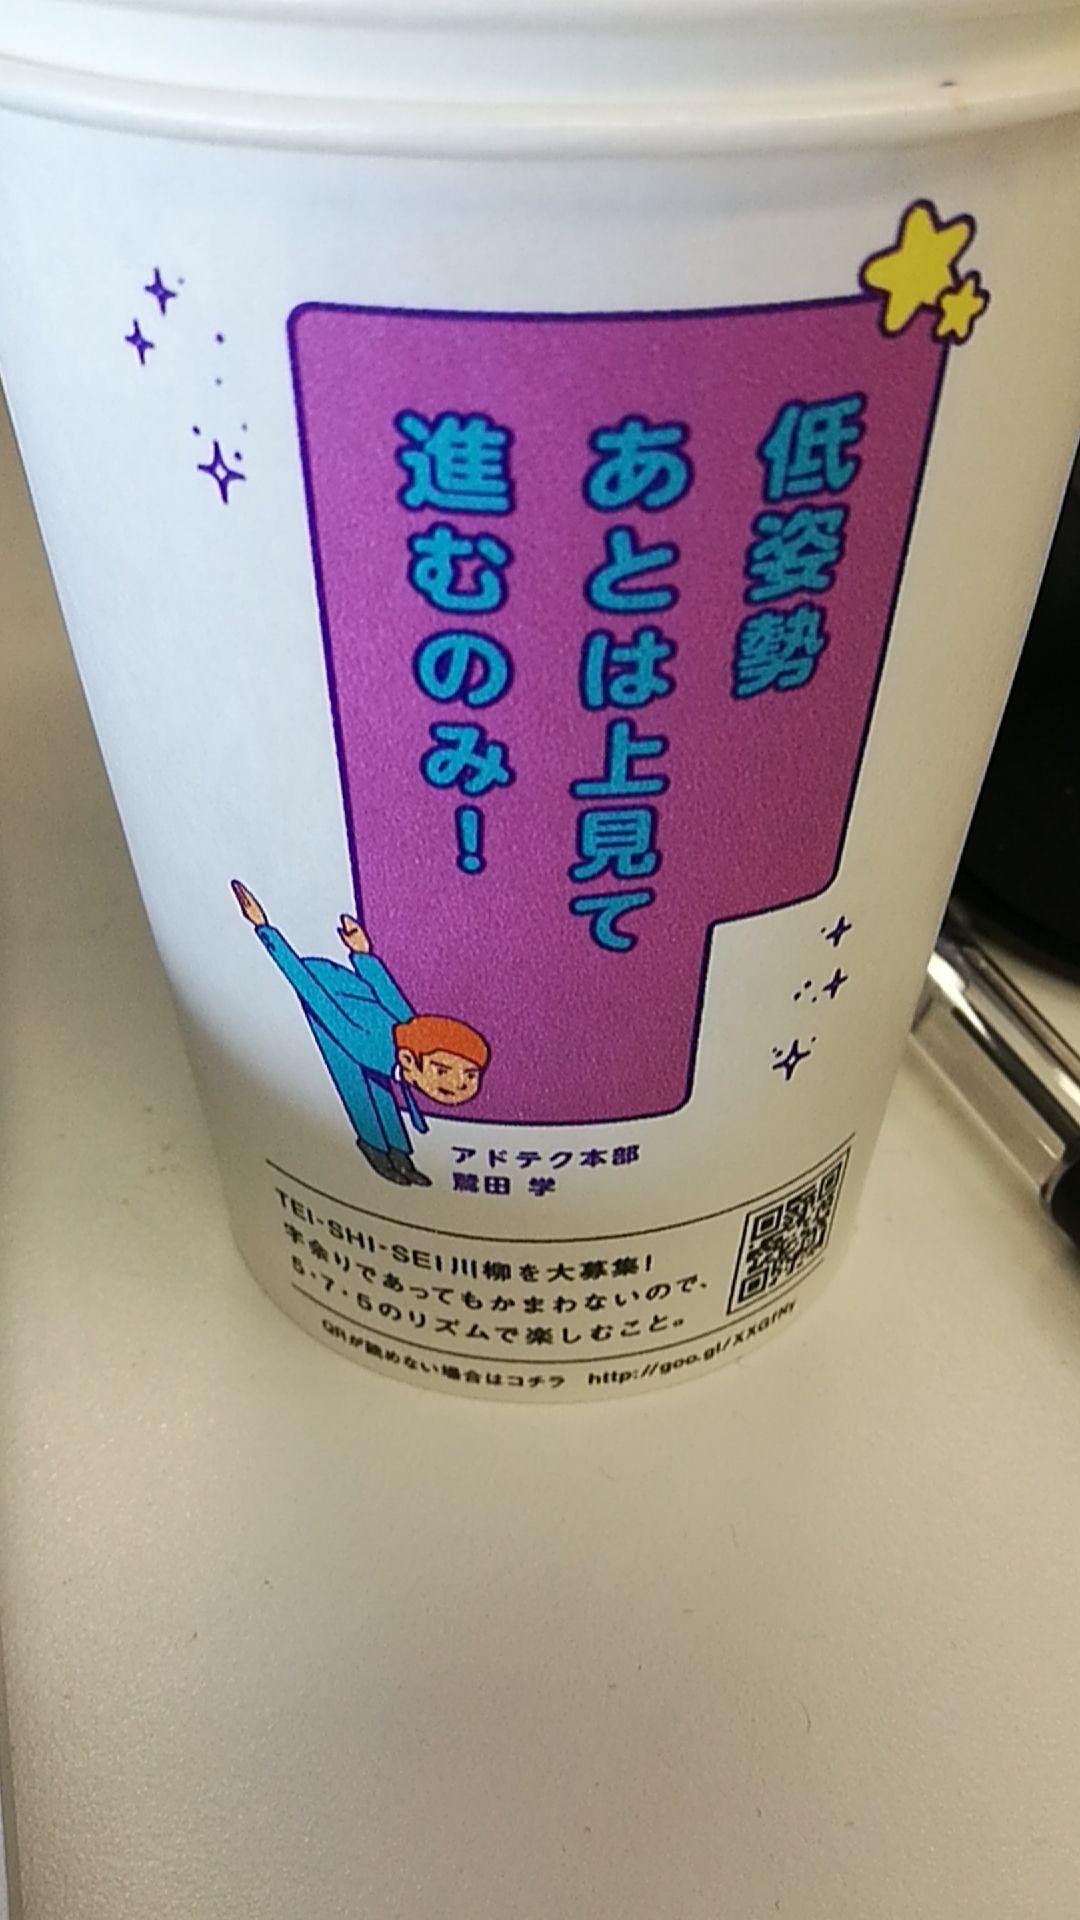 低姿勢
あとは上見て
進むのみ!
アドテク本部
鷲田 学
TEI-SHI-SEI川柳を大募集!
字余りであってもかまわないので、
5・7・5のリズムで楽しむこと。
QRが読めない場合はコチラ http://goo.gl/